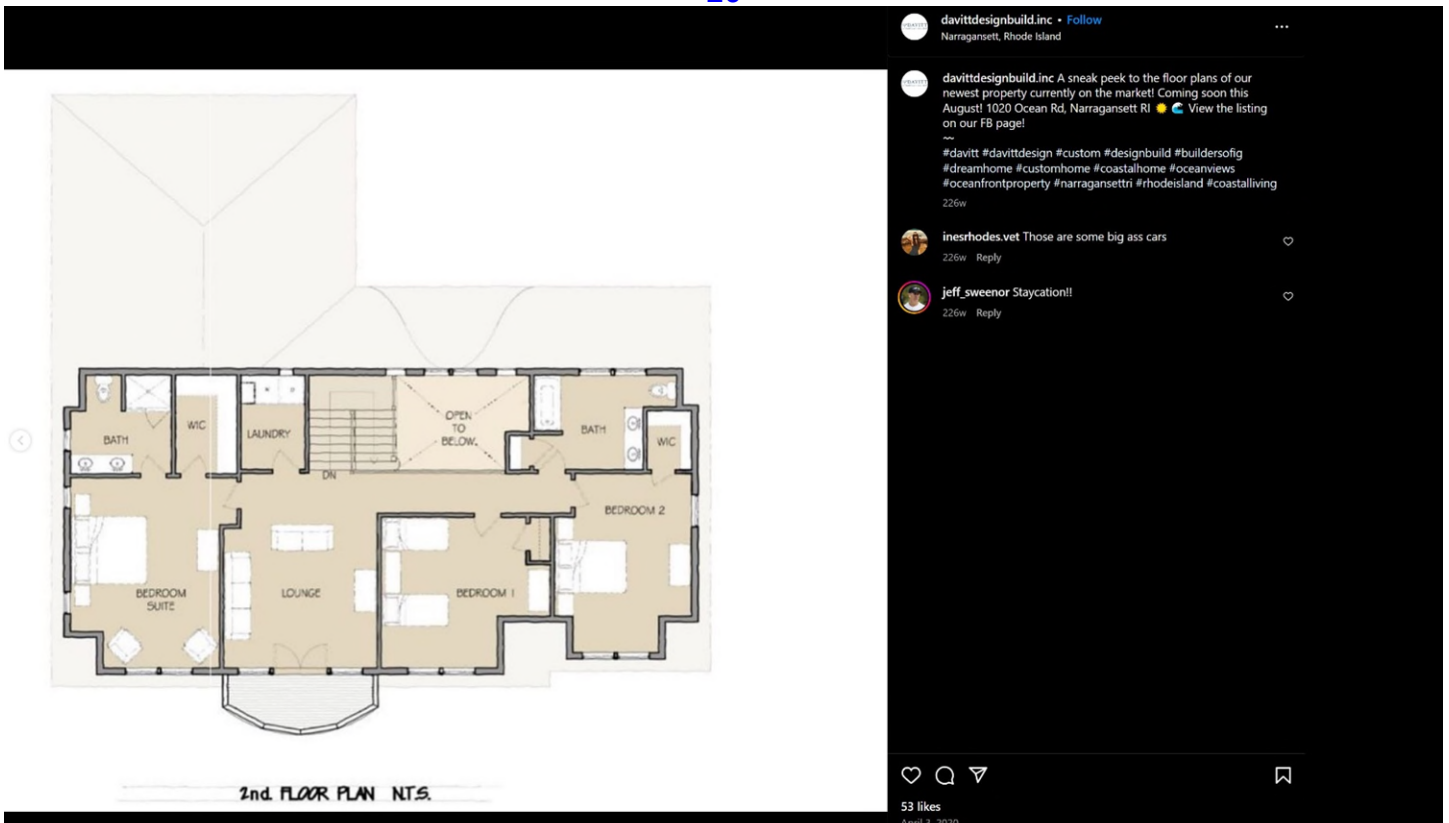 BATH
WIC
LAUNDRY
DN
OPEN
TO
BELOW.
BATH
WIC
BEDROOM
SUITE
LOUNGE
BEDROOM 1
BEDROOM 2
2nd. FLOOR PLAN N.T.S.
davittdesignbuild.inc • Follow
Narragansett, Rhode Island
davittdesignbuild.inc A sneak peek to the floor plans of our
newest property currently on the market! Coming soon this
August! 1020 Ocean Rd, Narragansett RI ☀️ 🌊 View the listing
on our FB page!
~~
#davitt #davittdesign #custom #designbuild #buildersofig
#dreamhome #customhome #coastalhome #oceanviews
#oceanfrontproperty #narragansettri #rhodeisland #coastalliving
226w
inesrhodes.vet Those are some big ass cars
226w Reply
jeff_sweenor Staycation!!
226w Reply
53 likes
April 3, 2020